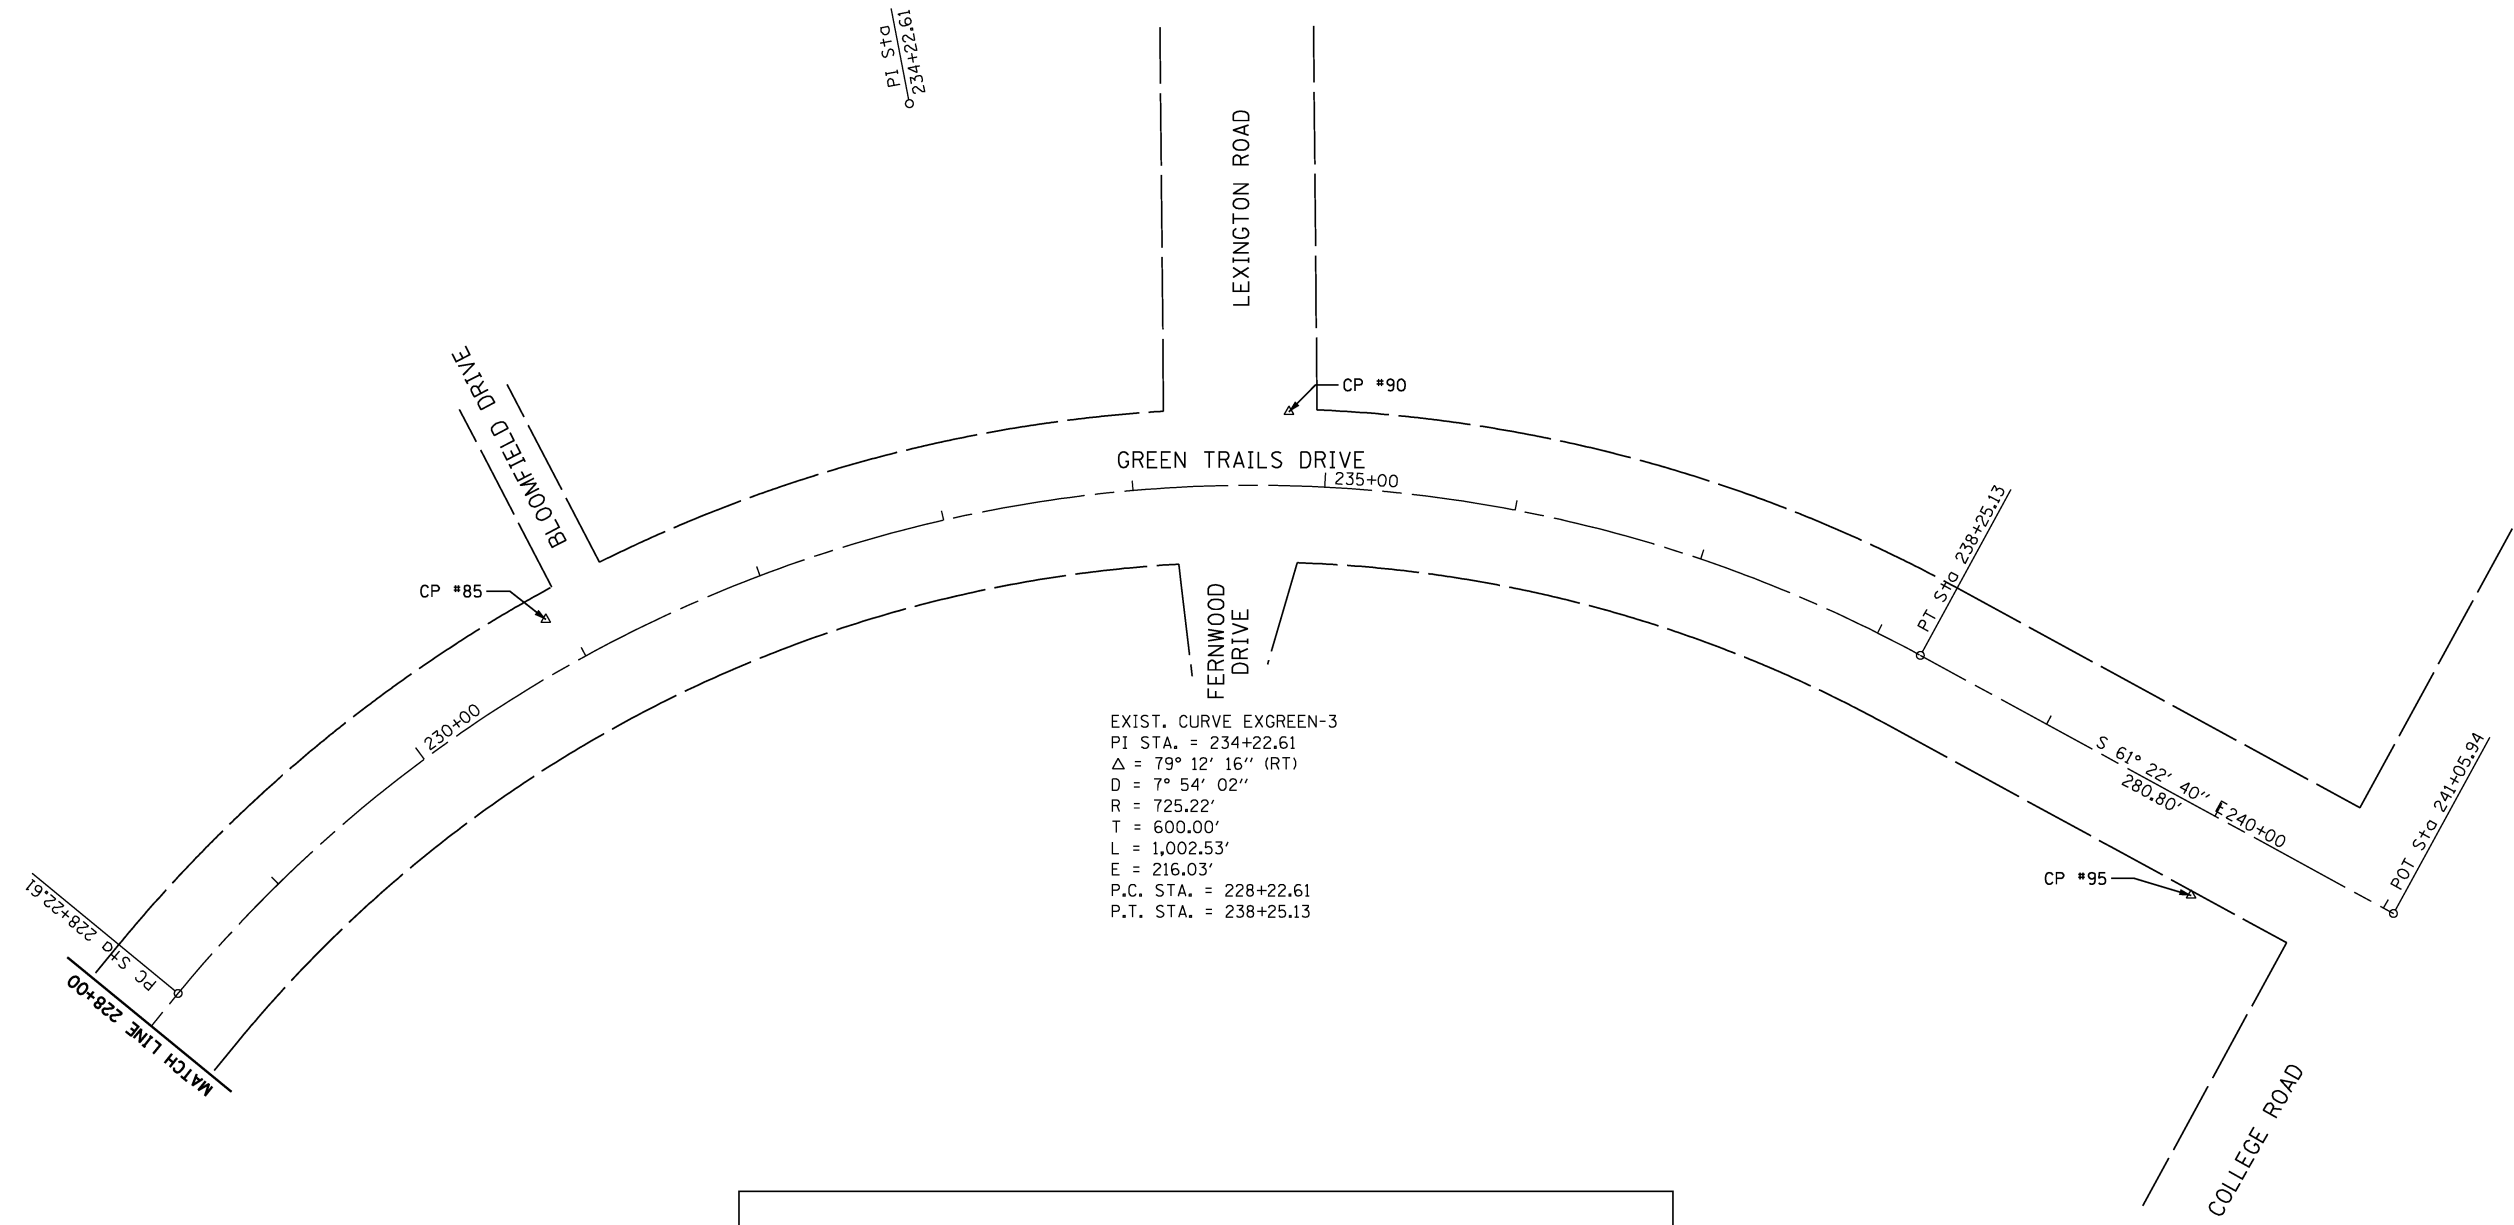 PI Sta
234+22.61
LEXINGTON ROAD
BLOOMFIELD DRIVE
CP #90
GREEN TRAILS DRIVE
235+00
CP #85
PT Sta 238+25.13
FERNWOOD
DRIVE
230+00
EXIST. CURVE EXGREEN-3
PI STA. = 234+22.61
△ = 79° 12' 16" (RT)
D = 7° 54' 02"
R = 725.22'
T = 600.00'
L = 1,002.53'
E = 216.03'
P.C. STA. = 228+22.61
P.T. STA. = 238+25.13
S 61° 22' 40" E
280.80'
240+00
POT Sta 241+05.94
CP #95
PC Sta 228+22.61
MATCH LINE 228+00
COLLEGE ROAD